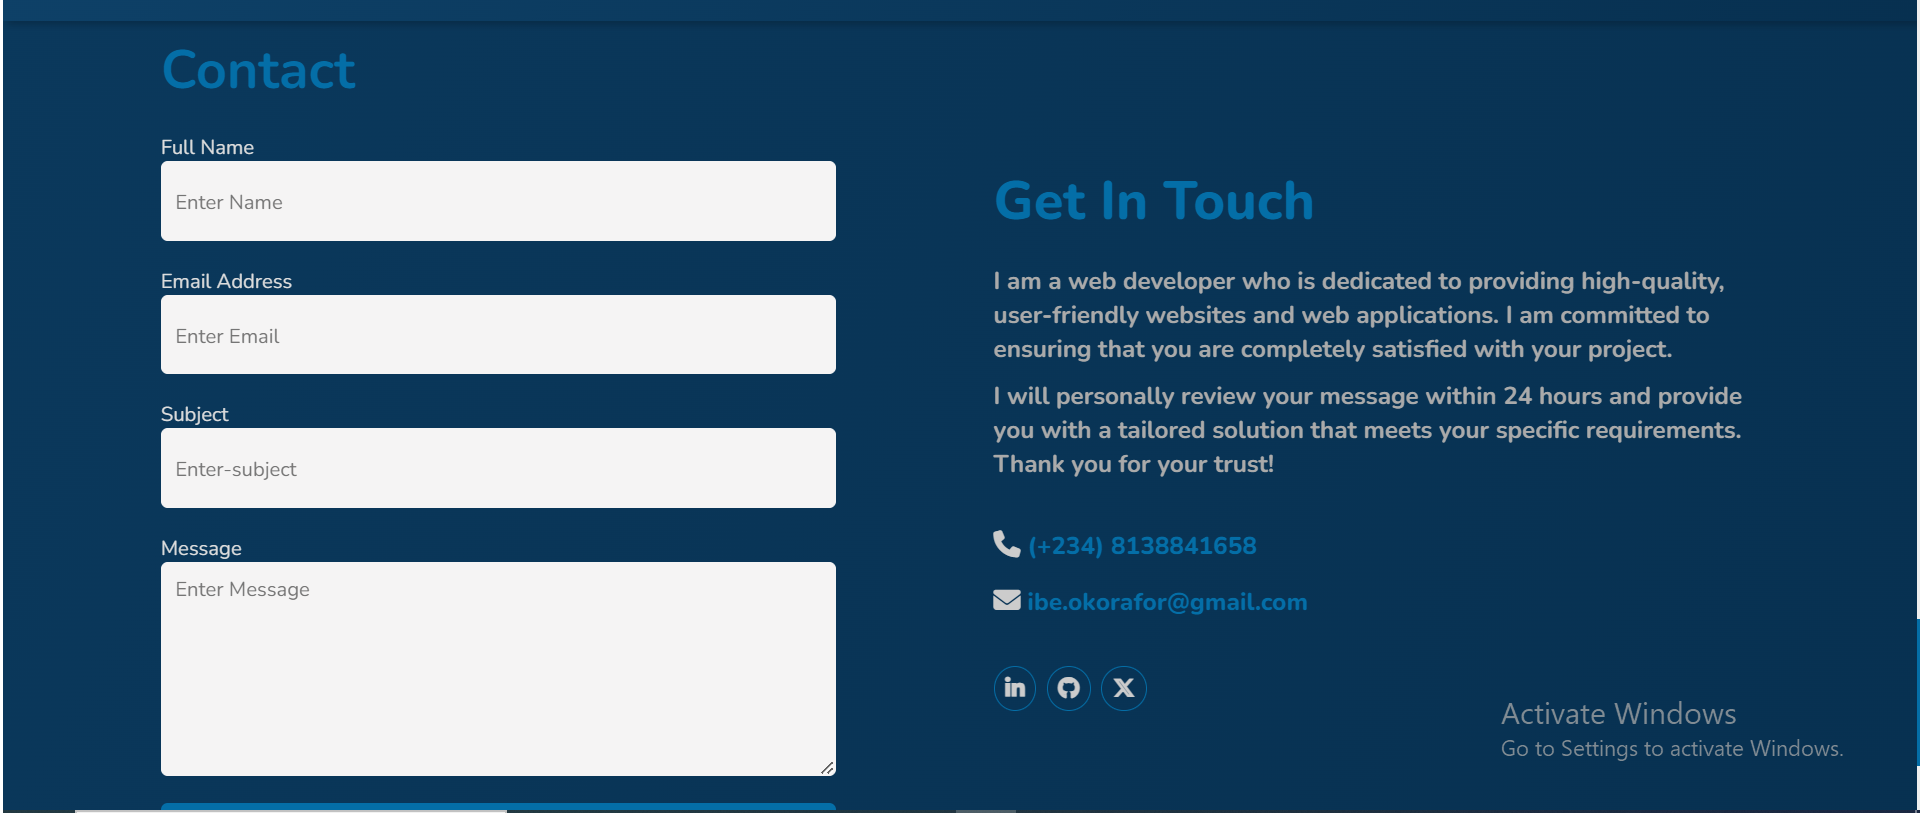 Contact
Full Name
Enter Name
Email Address
Enter Email
Subject
Enter-subject
Message
Enter Message
Get In Touch
I am a web developer who is dedicated to providing high-quality,
user-friendly websites and web applications. I am committed to
ensuring that you are completely satisfied with your project.
I will personally review your message within 24 hours and provide
you with a tailored solution that meets your specific requirements.
Thank you for your trust!
(+234) 8138841658
ibe.okorafor@gmail.com
in
X
Activate Windows
Go to Settings to activate Windows.